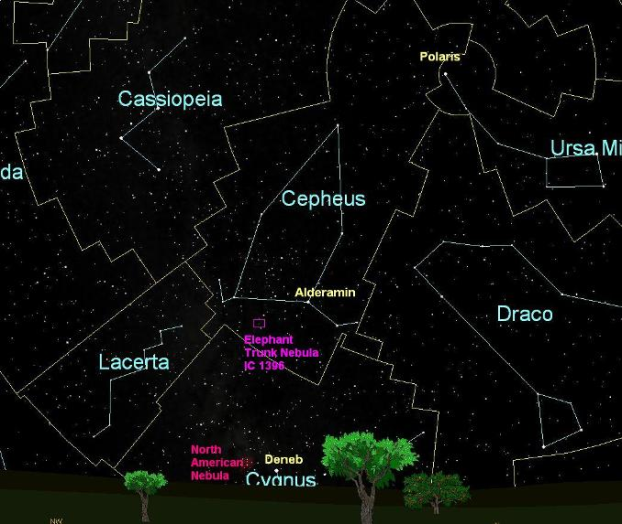 Polaris
Cassiopeia
Ursa Mi
da
Cepheus
Alderamin
Draco
Elephant
Trunk Nebula
IC 1396
Lacerta
North
American
Nebula
Deneb
Cygnus
NW